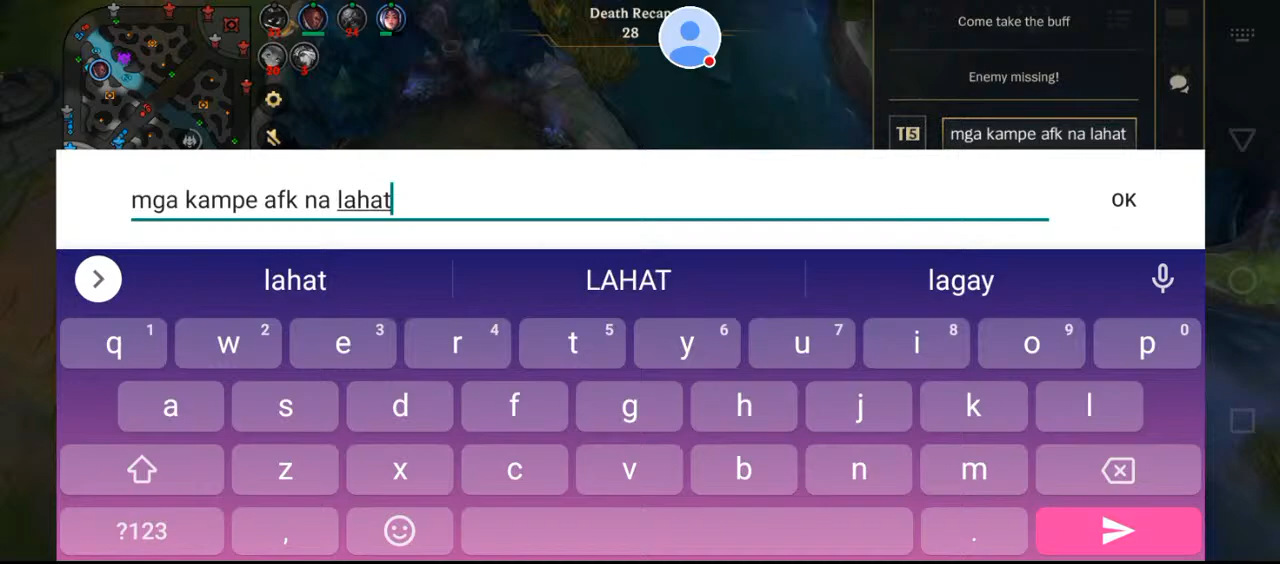 Death Recap
28
Come take the buff
Enemy missing!
T5
mga kampe afk na lahat
mga kampe afk na lahat
OK
lahat
LAHAT
lagay
q 1 w 2 e 3 r 4 t 5 y 6 u 7 i 8 o 9 p 0
a s d f g h j k l
z x c v b n m
?123 , .